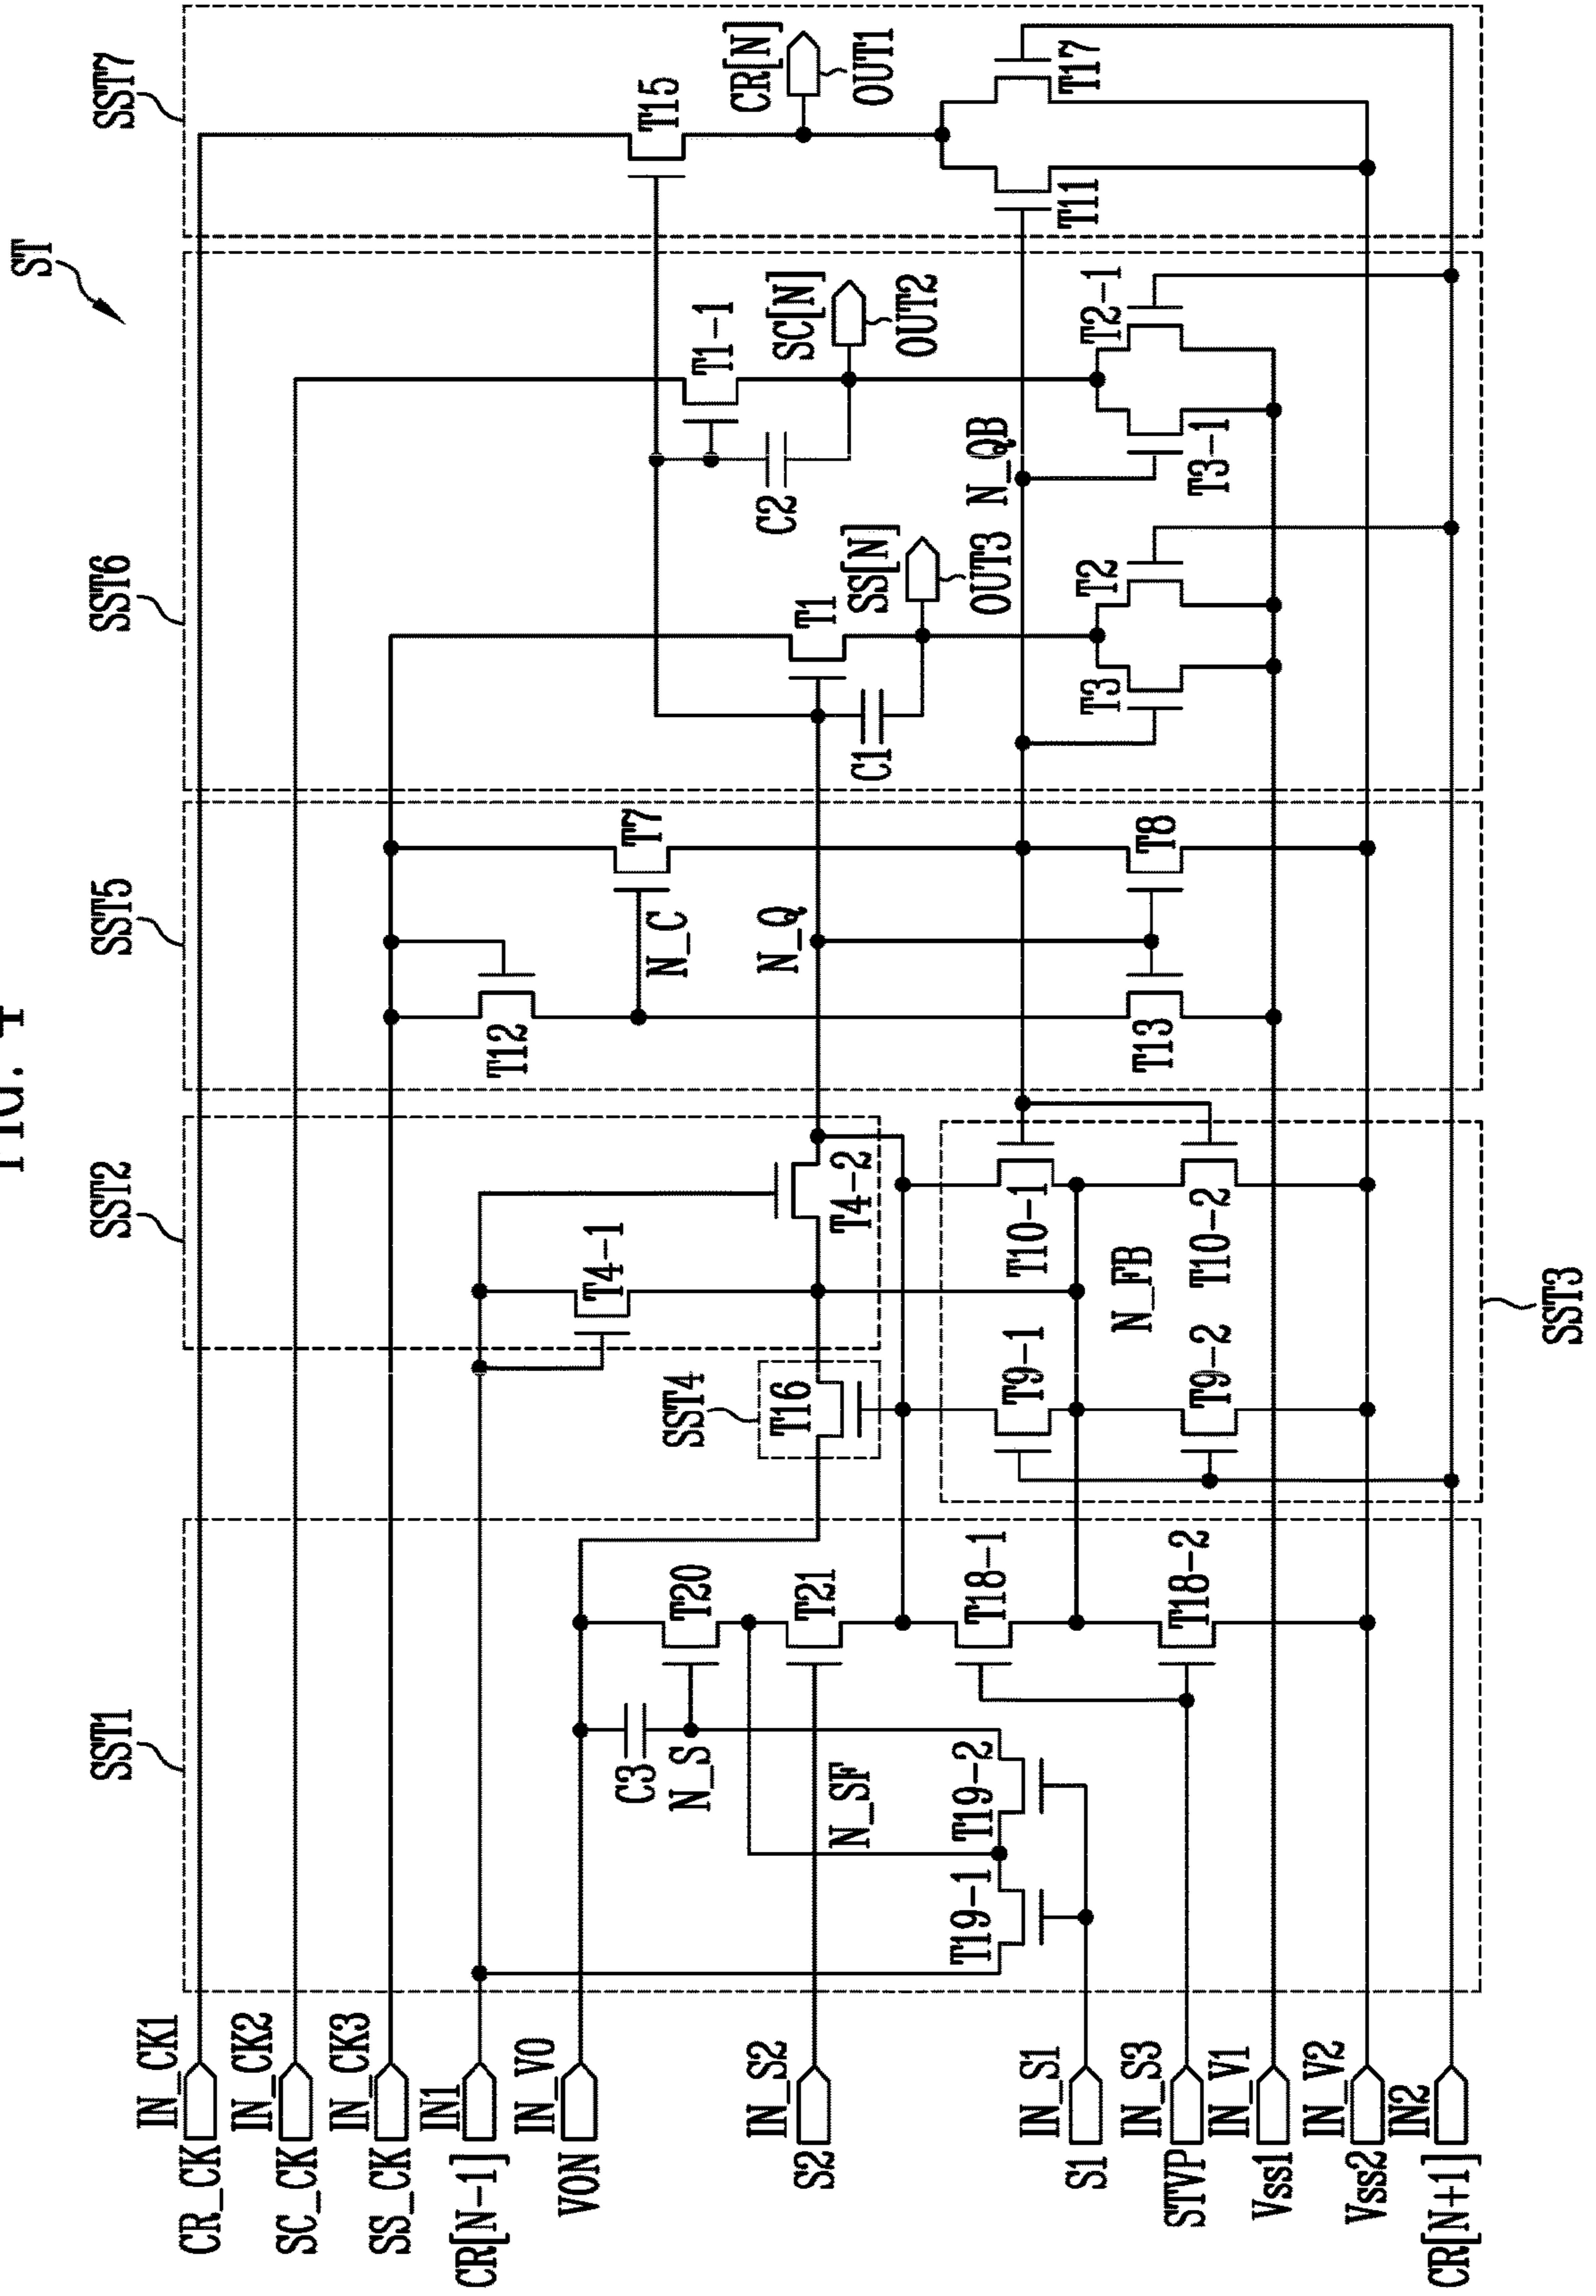 FIG. 4
ST
SST1
SST2
SST5
SST6
SST7
IN_CK1
CR_CK
IN_CK2
SC_CK
IN_CK3
SS_CK
IN1
CR[N-1]
IN_VO
VON
IN_S2
S2
IN_S1
S1
IN_S3
STVP
IN_V1
Vss1
IN_V2
Vss2
IN2
CR[N+1]
C3
N_S
T20
T21
N_SF
T19-1
T19-2
T18-1
T18-2
SST4
T16
T4-1
T4-2
T9-1
T9-2
N_FB
T10-1
T10-2
SST3
T12
N_C
T7
N_Q
T13
T8
C1
T1
SS[N]
OUT3
T3
T2
C2
T1-1
SC[N]
OUT2
N_QB
T3-1
T2-1
T15
CR[N]
OUT1
T11
T17